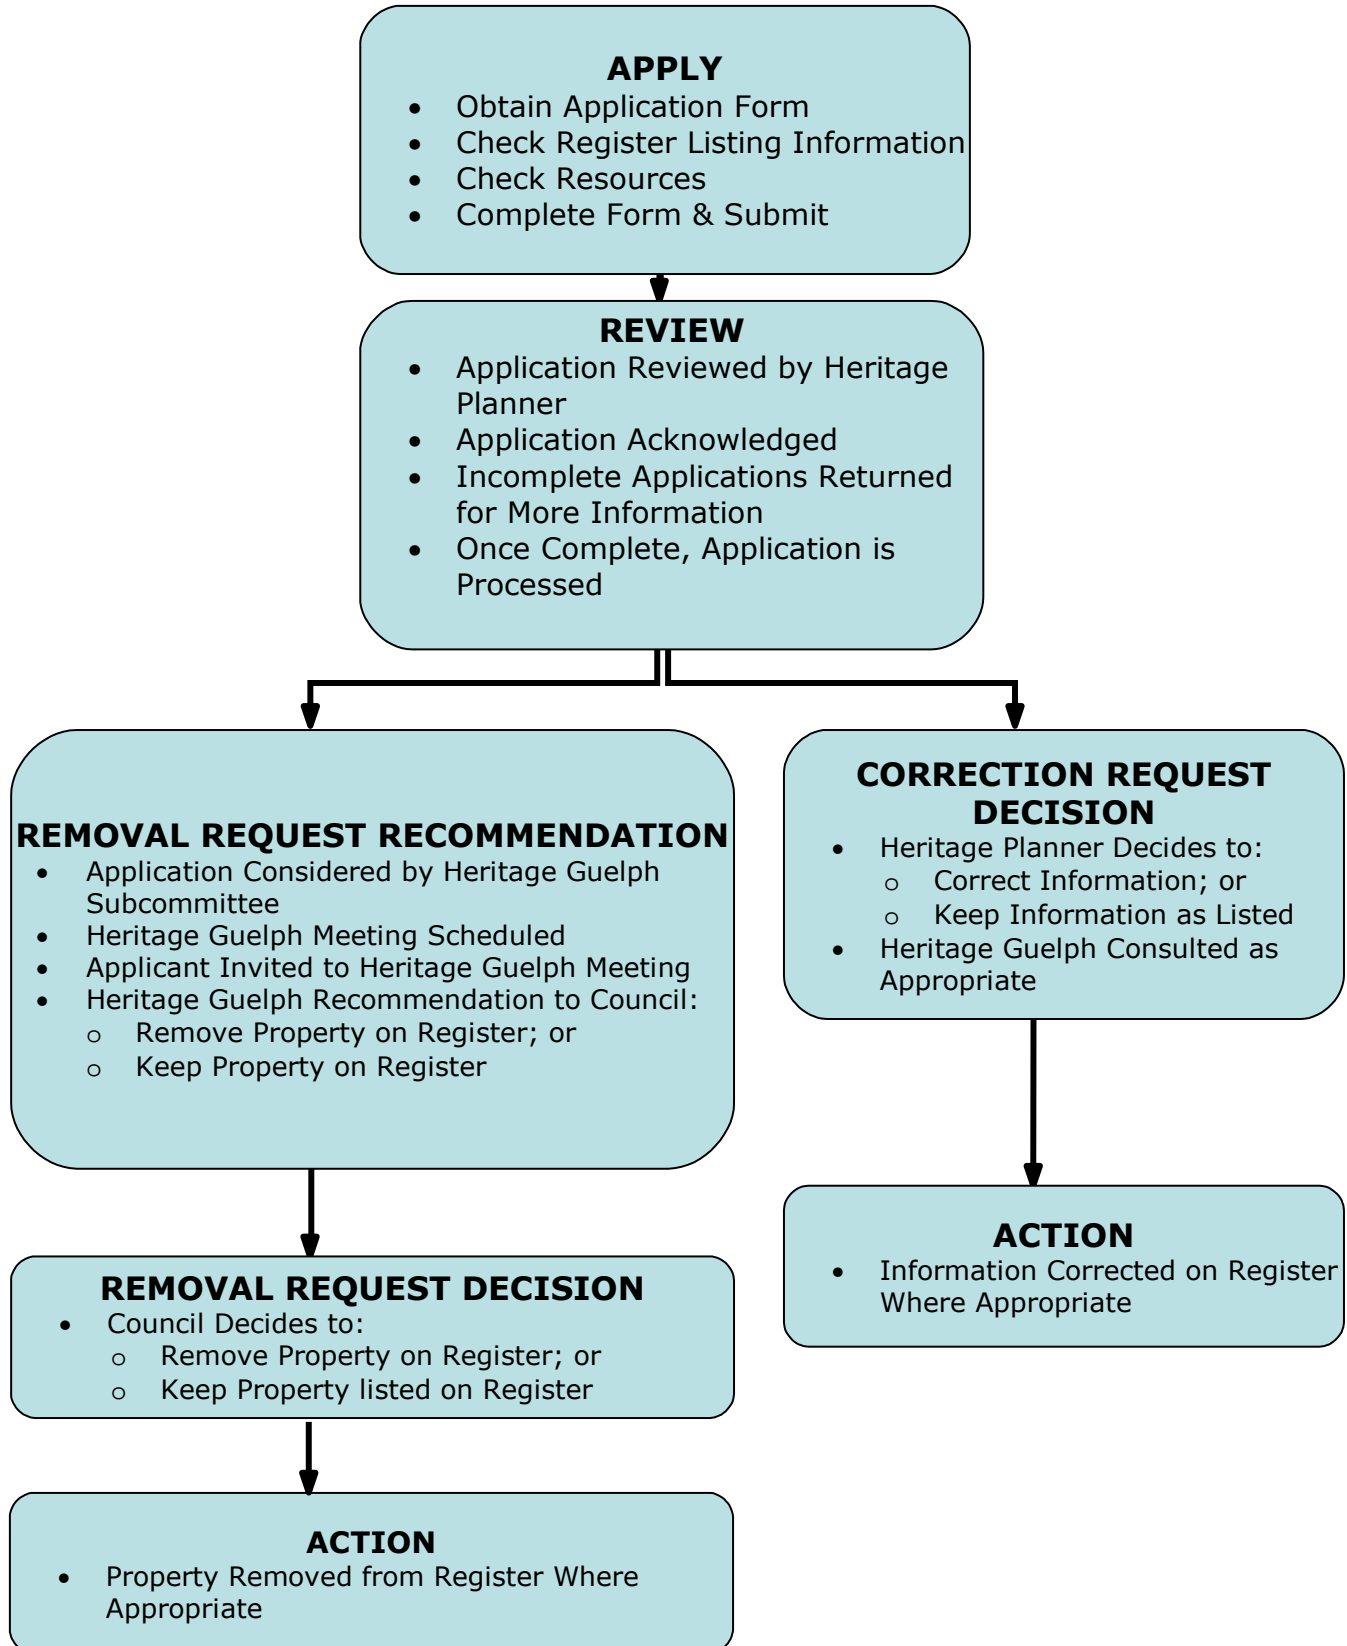 APPLY
• Obtain Application Form
• Check Register Listing Information
• Check Resources
• Complete Form & Submit
REVIEW
• Application Reviewed by Heritage
Planner
• Application Acknowledged
• Incomplete Applications Returned
for More Information
• Once Complete, Application is
Processed
REMOVAL REQUEST RECOMMENDATION
• Application Considered by Heritage Guelph
Subcommittee
• Heritage Guelph Meeting Scheduled
• Applicant Invited to Heritage Guelph Meeting
• Heritage Guelph Recommendation to Council:
o Remove Property on Register; or
o Keep Property on Register
CORRECTION REQUEST
DECISION
• Heritage Planner Decides to:
o Correct Information; or
o Keep Information as Listed
• Heritage Guelph Consulted as
Appropriate
REMOVAL REQUEST DECISION
• Council Decides to:
o Remove Property on Register; or
o Keep Property listed on Register
ACTION
• Information Corrected on Register
Where Appropriate
ACTION
• Property Removed from Register Where
Appropriate